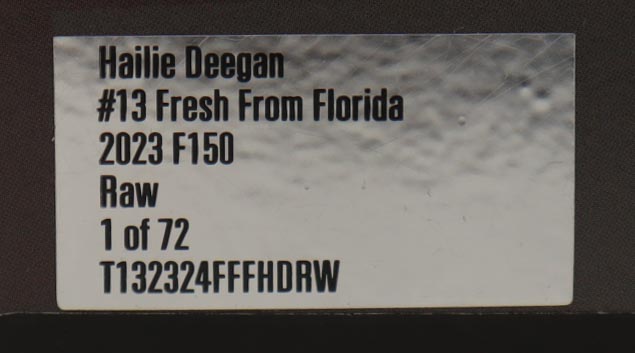 Hailie Deegan
#13 Fresh From Florida
2023 F150
Raw
1 of 72
T132324FFFHDRW